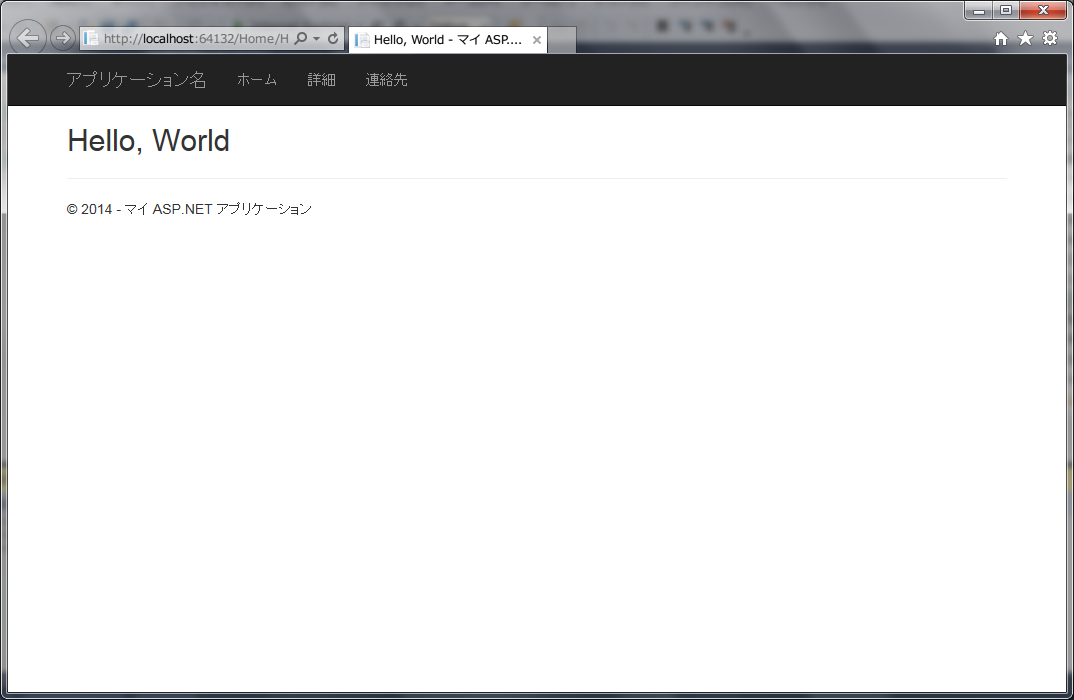 http://localhost:64132/Home/H
Hello, World - マイ ASP....
アプリケーション名 ホーム 詳細 連絡先
Hello, World
© 2014 - マイ ASP.NET アプリケーション